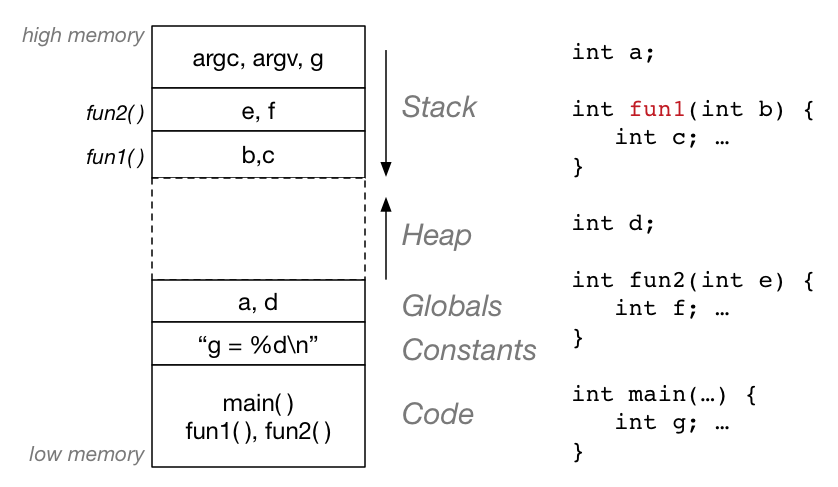 high memory
argc, argv, g
fun2()
e, f
fun1()
b,c
a, d
“g = %d\n”
main()
fun1(), fun2()
low memory
Stack
Heap
Globals
Constants
Code
int a;
int fun1(int b) {
int c; …
}
int d;
int fun2(int e) {
int f; …
}
int main(…) {
int g; …
}